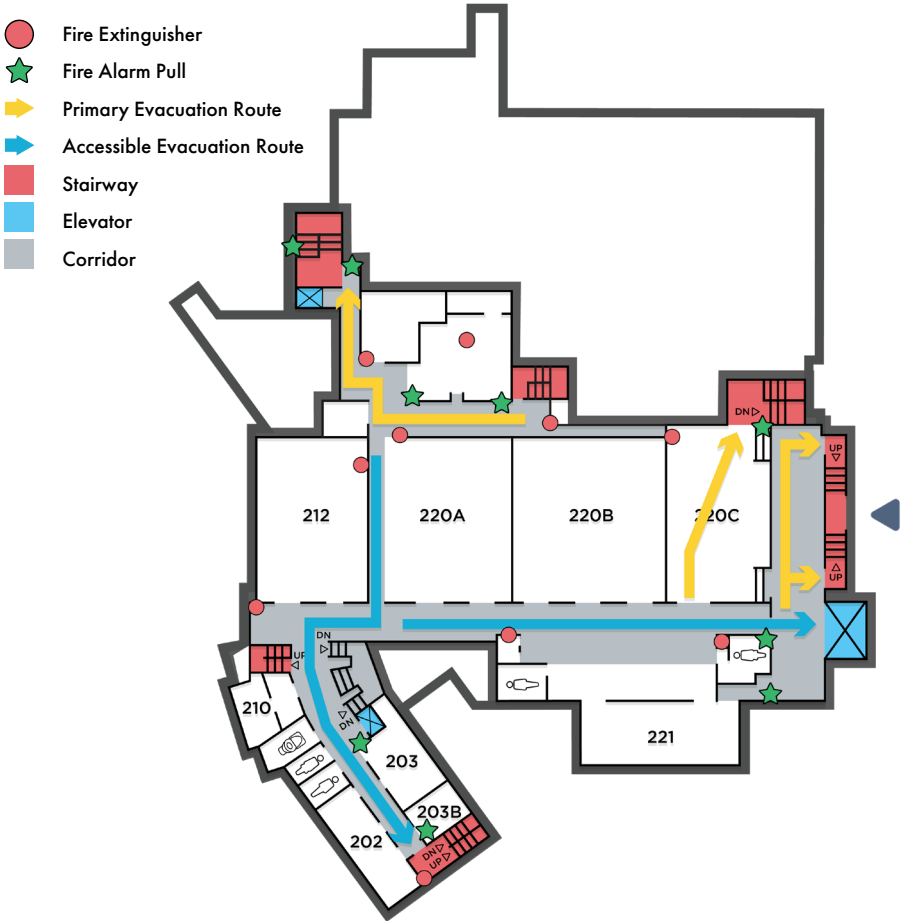 Fire Extinguisher
Fire Alarm Pull
Primary Evacuation Route
Accessible Evacuation Route
Stairway
Elevator
Corridor
DN
UP
212
220A
220B
220C
UP
DN
UP
210
DN
203
221
203B
202
DN
UP